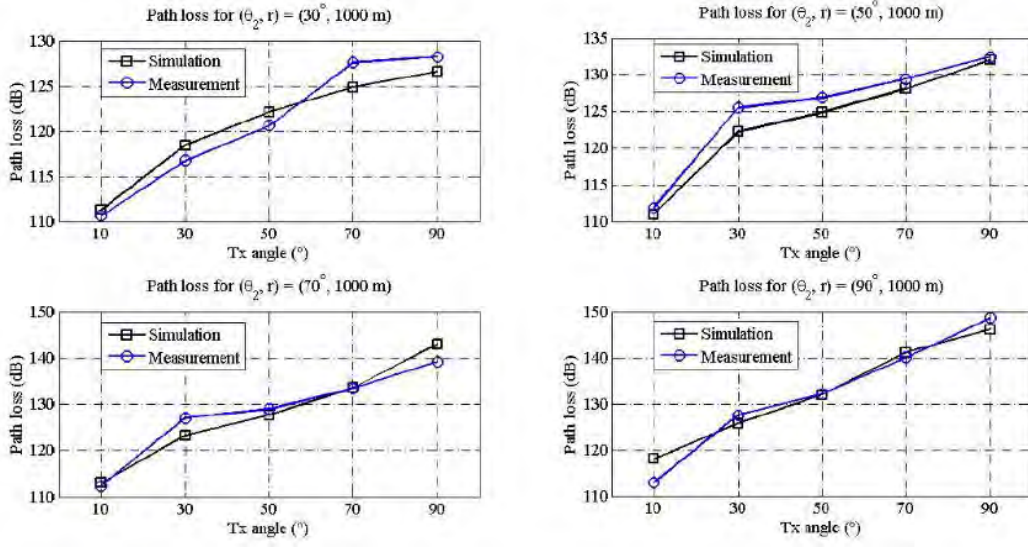 Path loss for (θ₂, r) = (30°, 1000 m)
130
125
120
115
110
Path loss (dB)
Simulation
Measurement
10 30 50 70 90
Tx angle (°)
Path loss for (θ₂, r) = (50°, 1000 m)
135
130
125
120
115
110
Path loss (dB)
Simulation
Measurement
10 30 50 70 90
Tx angle (°)
Path loss for (θ₂, r) = (70°, 1000 m)
150
140
130
120
110
Path loss (dB)
Simulation
Measurement
10 30 50 70 90
Tx angle (°)
Path loss for (θ₂, r) = (90°, 1000 m)
150
140
130
120
110
Path loss (dB)
Simulation
Measurement
10 30 50 70 90
Tx angle (°)